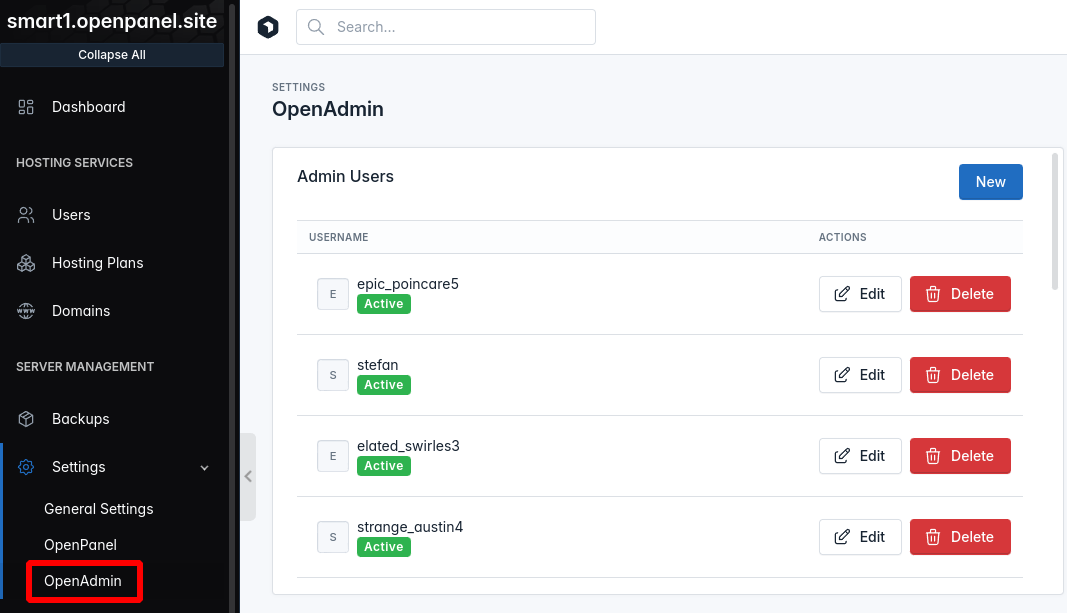 smart1.openpanel.site
Collapse All
Dashboard
HOSTING SERVICES
Users
Hosting Plans
Domains
SERVER MANAGEMENT
Backups
Settings
General Settings
OpenPanel
OpenAdmin
Search...
SETTINGS
OpenAdmin
Admin Users
New
USERNAME ACTIONS
E epic_poincare5 Edit Delete
Active
S stefan Edit Delete
Active
E elated_swirles3 Edit Delete
Active
S strange_austin4 Edit Delete
Active